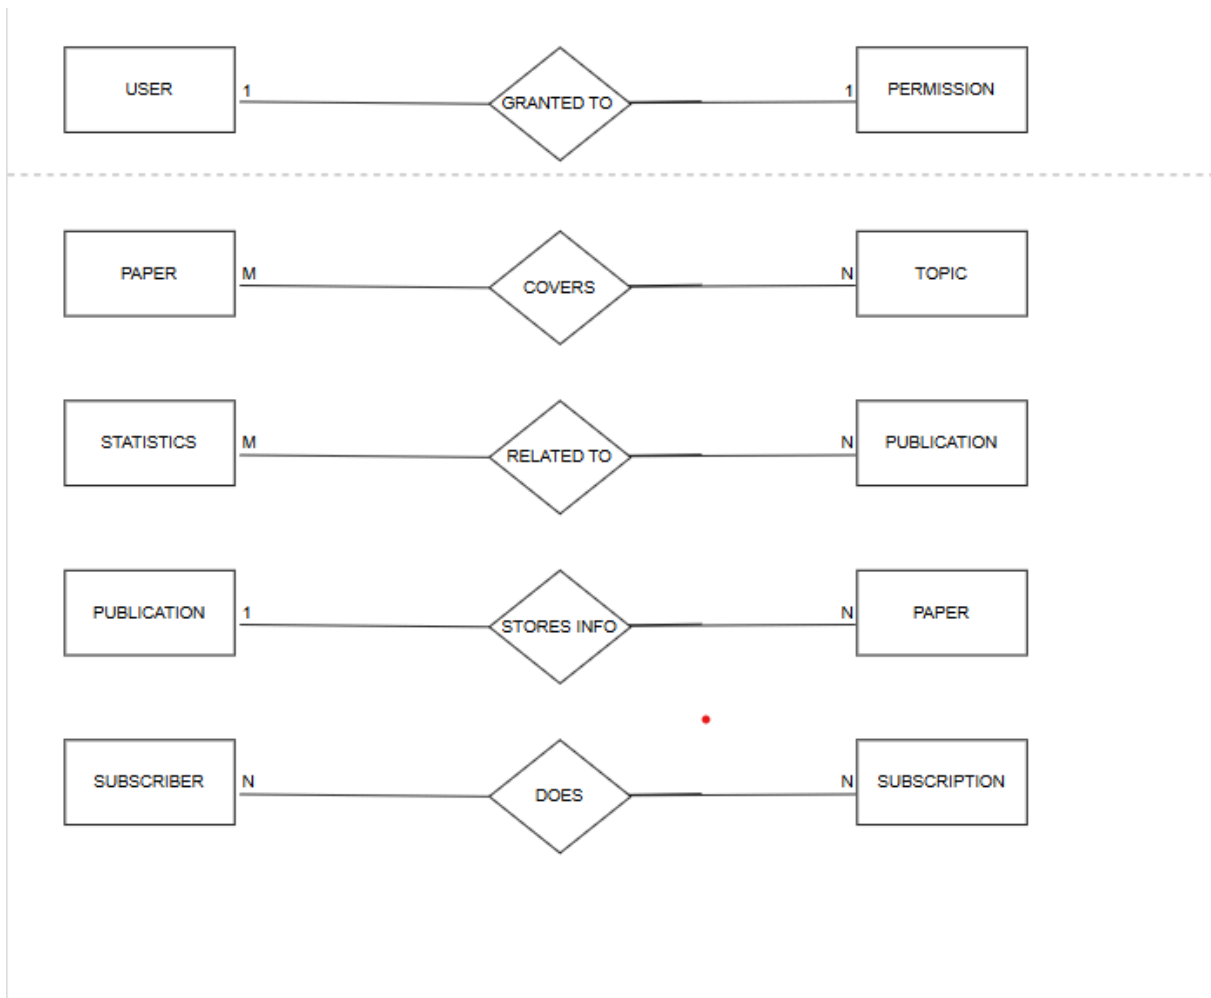 USER 1 GRANTED TO 1 PERMISSION
PAPER M COVERS N TOPIC
STATISTICS M RELATED TO N PUBLICATION
PUBLICATION 1 STORES INFO N PAPER
SUBSCRIBER N DOES N SUBSCRIPTION